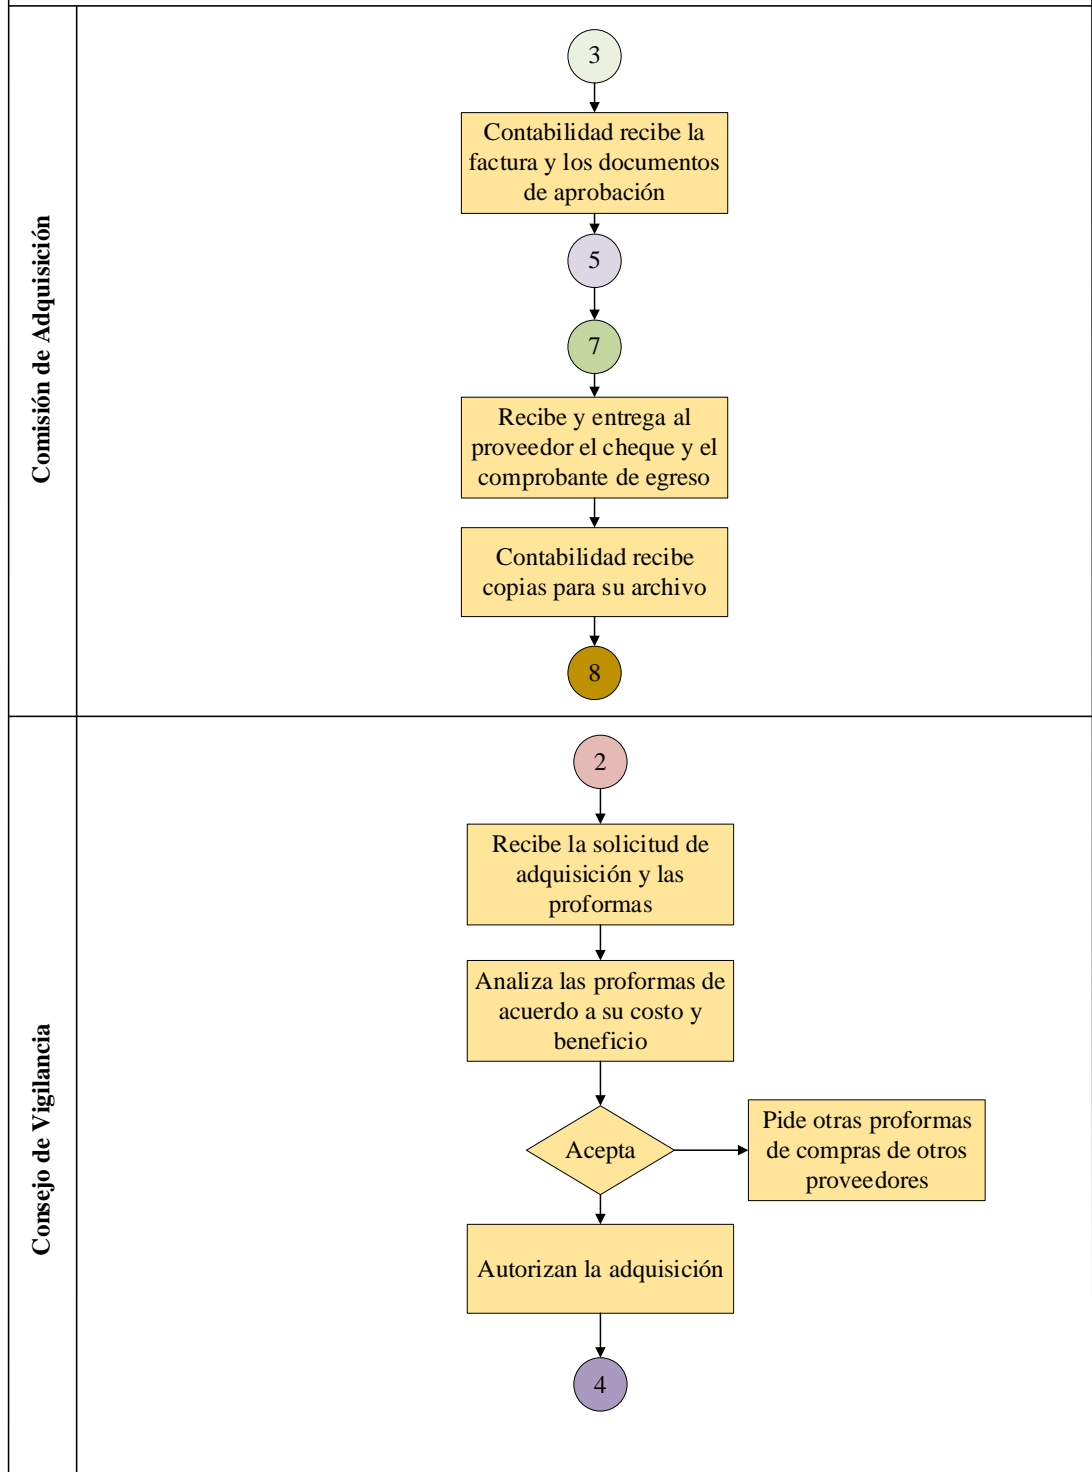 Comisión de Adquisición
3
Contabilidad recibe la
factura y los documentos
de aprobación
5
7
Recibe y entrega al
proveedor el cheque y el
comprobante de egreso
Contabilidad recibe
copias para su archivo
8
Consejo de Vigilancia
2
Recibe la solicitud de
adquisición y las
proformas
Analiza las proformas de
acuerdo a su costo y
beneficio
Acepta
Pide otras proformas
de compras de otros
proveedores
Autorizan la adquisición
4